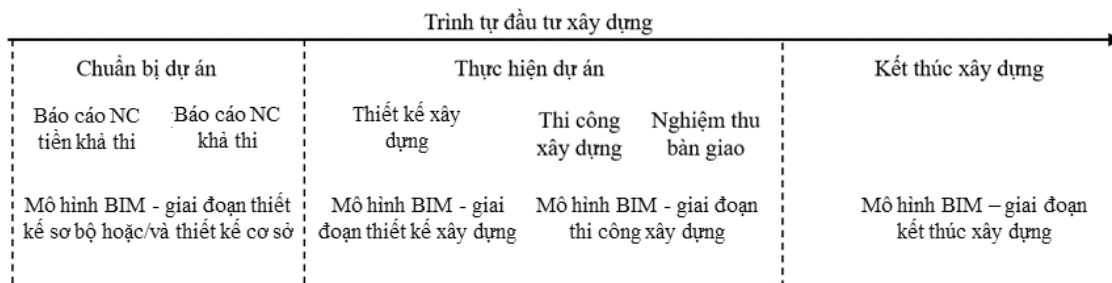 Trình tự đầu tư xây dựng
Chuẩn bị dự án
Thực hiện dự án
Kết thúc xây dựng
Báo cáo NC
tiền khả thi
Báo cáo NC
khả thi
Thiết kế xây
dựng
Thi công
xây dựng
Nghiệm thu
bàn giao
Mô hình BIM - giai đoạn thiết
kế sơ bộ hoặc/và thiết kế cơ sở
Mô hình BIM - giai
đoạn thiết kế xây dựng
Mô hình BIM - giai đoạn
thi công xây dựng
Mô hình BIM – giai đoạn
kết thúc xây dựng